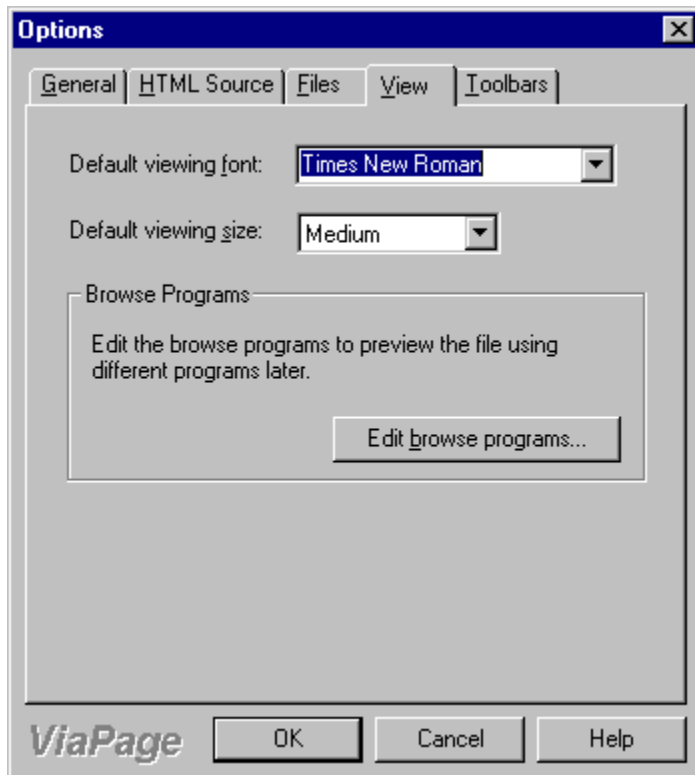 Options
General HTML Source Files View Toolbars
Default viewing font: Times New Roman
Default viewing size: Medium
Browse Programs
Edit the browse programs to preview the file using
different programs later.
Edit browse programs...
ViaPage OK Cancel Help